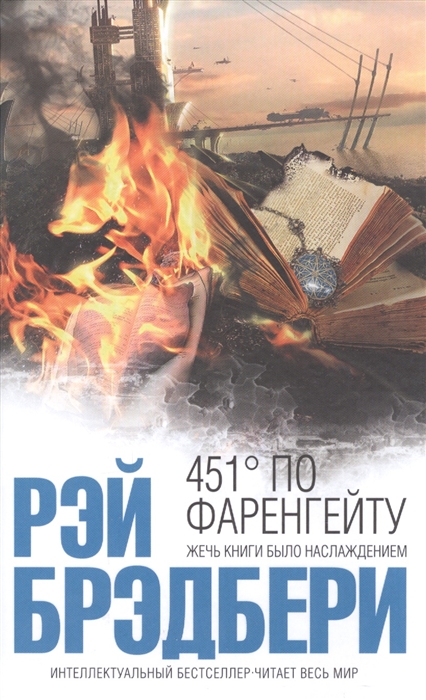 451° ПО
ФАРЕНГЕЙТУ
ЖЕЧЬ КНИГИ БЫЛО НАСЛАЖДЕНИЕМ
РЭЙ
БРЭДБЕРИ
ИНТЕЛЛЕКТУАЛЬНЫЙ БЕСТСЕЛЛЕР·ЧИТАЕТ ВЕСЬ МИР